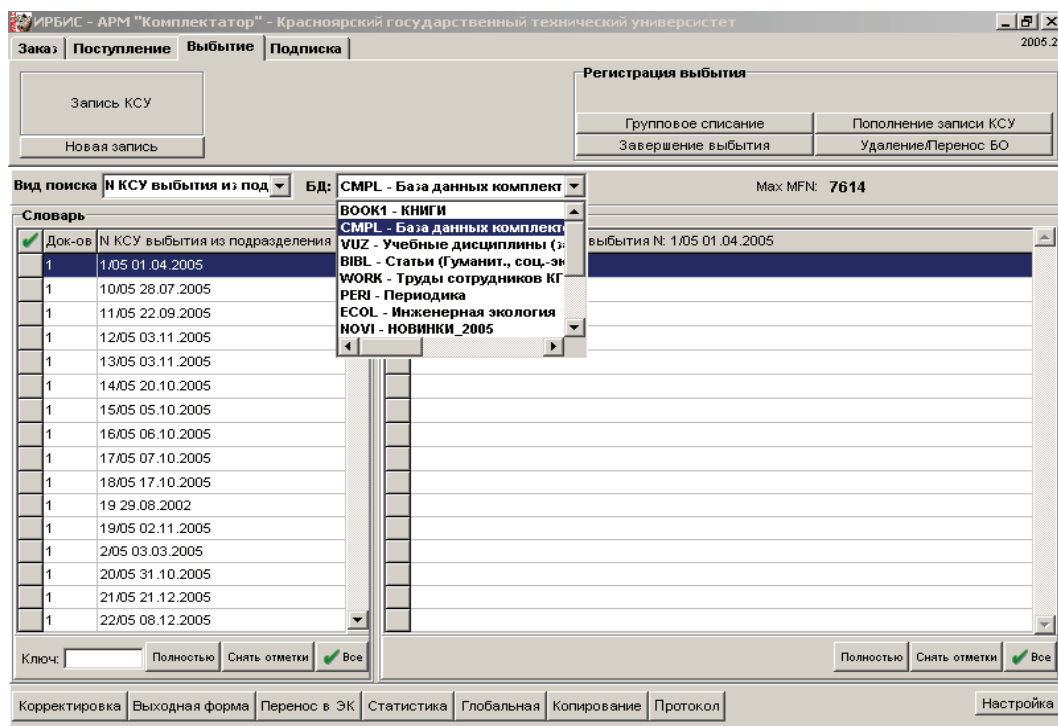 ИРБИС - АРМ "Комплектатор" - Красноярский государственный технический универсистет
Заказ Поступление Выбытие Подписка 2005.2
Регистрация выбытия
Запись КСУ
Новая запись
Групповое списание Пополнение записи КСУ
Завершение выбытия Удаление/Перенос БО
Вид поиска N КСУ выбытия из под БД: CMPL - База данных комплект Max MFN: 7614
Словарь
Док-ов N КСУ выбытия из подразделения
выбытия N: 1/05 01.04.2005
BOOK1 - КНИГИ
CMPL - База данных комплект
VUZ - Учебные дисциплины (з
BIBL - Статьи (Гуманит., соц.-эк
WORK - Труды сотрудников КГ
PERI - Периодика
ECOL - Инженерная экология
NOVI - НОВИНКИ_2005
1 1/05 01.04.2005
1 10/05 28.07.2005
1 11/05 22.09.2005
1 12/05 03.11.2005
1 13/05 03.11.2005
1 14/05 20.10.2005
1 15/05 05.10.2005
1 16/05 06.10.2005
1 17/05 07.10.2005
1 18/05 17.10.2005
1 19 29.08.2002
1 19/05 02.11.2005
1 2/05 03.03.2005
1 20/05 31.10.2005
1 21/05 21.12.2005
1 22/05 08.12.2005
Ключ: Полностью Снять отметки Все Полностью Снять отметки Все
Корректировка Выходная форма Перенос в ЭК Статистика Глобальная Копирование Протокол Настройка